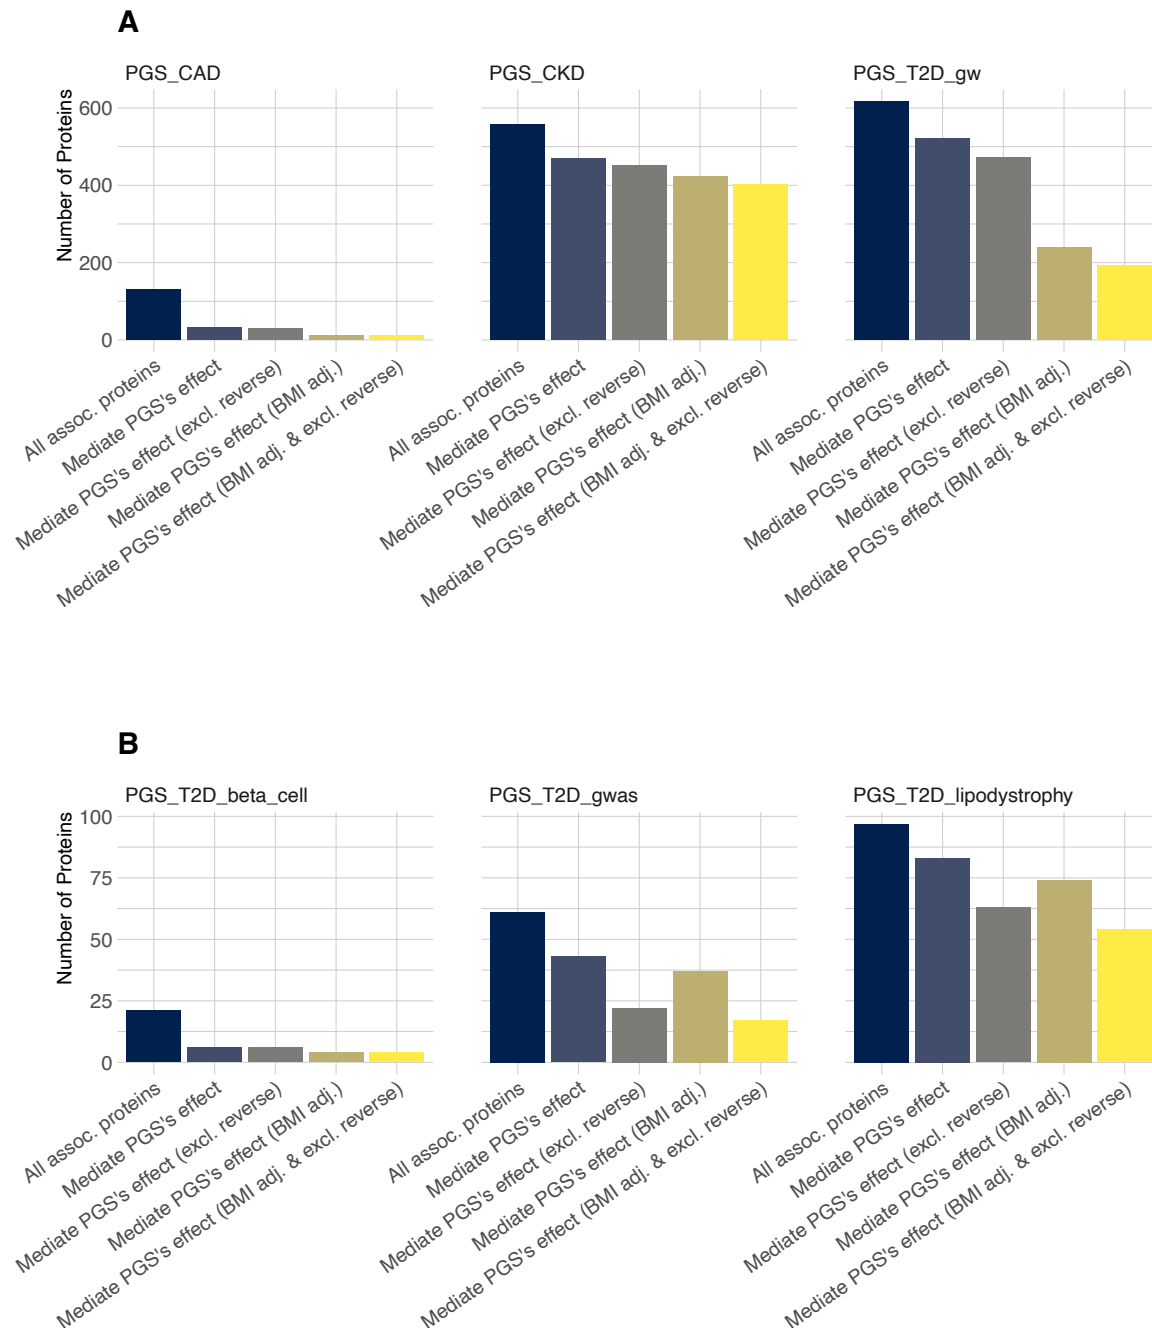 A
PGS_CAD
PGS_CKD
PGS_T2D_gw
Number of Proteins
600
400
200
0
All assoc. proteins
Mediate PGS's effect
Mediate PGS's effect (excl. reverse)
Mediate PGS's effect (BMI adj.)
Mediate PGS's effect (BMI adj. & excl. reverse)
All assoc. proteins
Mediate PGS's effect
Mediate PGS's effect (excl. reverse)
Mediate PGS's effect (BMI adj.)
Mediate PGS's effect (BMI adj. & excl. reverse)
All assoc. proteins
Mediate PGS's effect
Mediate PGS's effect (excl. reverse)
Mediate PGS's effect (BMI adj.)
Mediate PGS's effect (BMI adj. & excl. reverse)
B
PGS_T2D_beta_cell
PGS_T2D_gwas
PGS_T2D_lipodystrophy
Number of Proteins
100
75
50
25
0
All assoc. proteins
Mediate PGS's effect
Mediate PGS's effect (excl. reverse)
Mediate PGS's effect (BMI adj.)
Mediate PGS's effect (BMI adj. & excl. reverse)
All assoc. proteins
Mediate PGS's effect
Mediate PGS's effect (excl. reverse)
Mediate PGS's effect (BMI adj.)
Mediate PGS's effect (BMI adj. & excl. reverse)
All assoc. proteins
Mediate PGS's effect
Mediate PGS's effect (excl. reverse)
Mediate PGS's effect (BMI adj.)
Mediate PGS's effect (BMI adj. & excl. reverse)